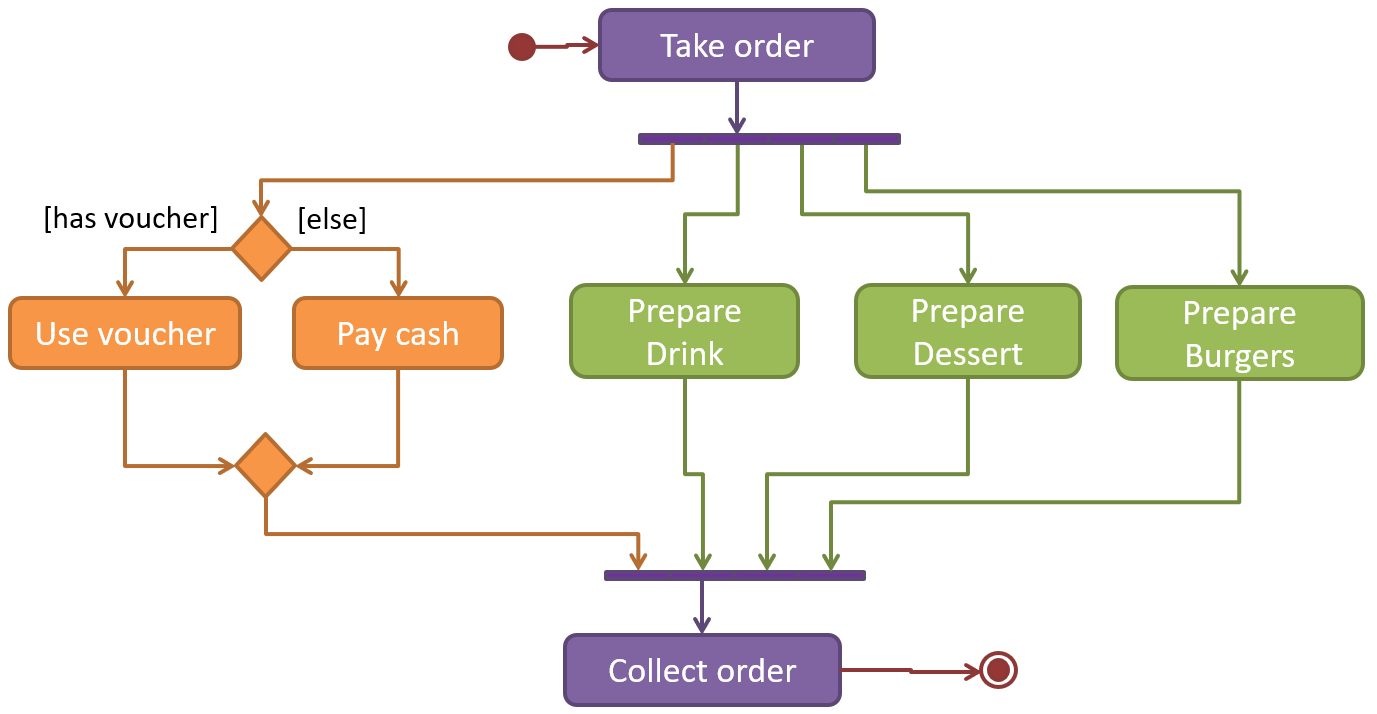 Take order
[has voucher]
[else]
Use voucher
Pay cash
Prepare
Drink
Prepare
Dessert
Prepare
Burgers
Collect order